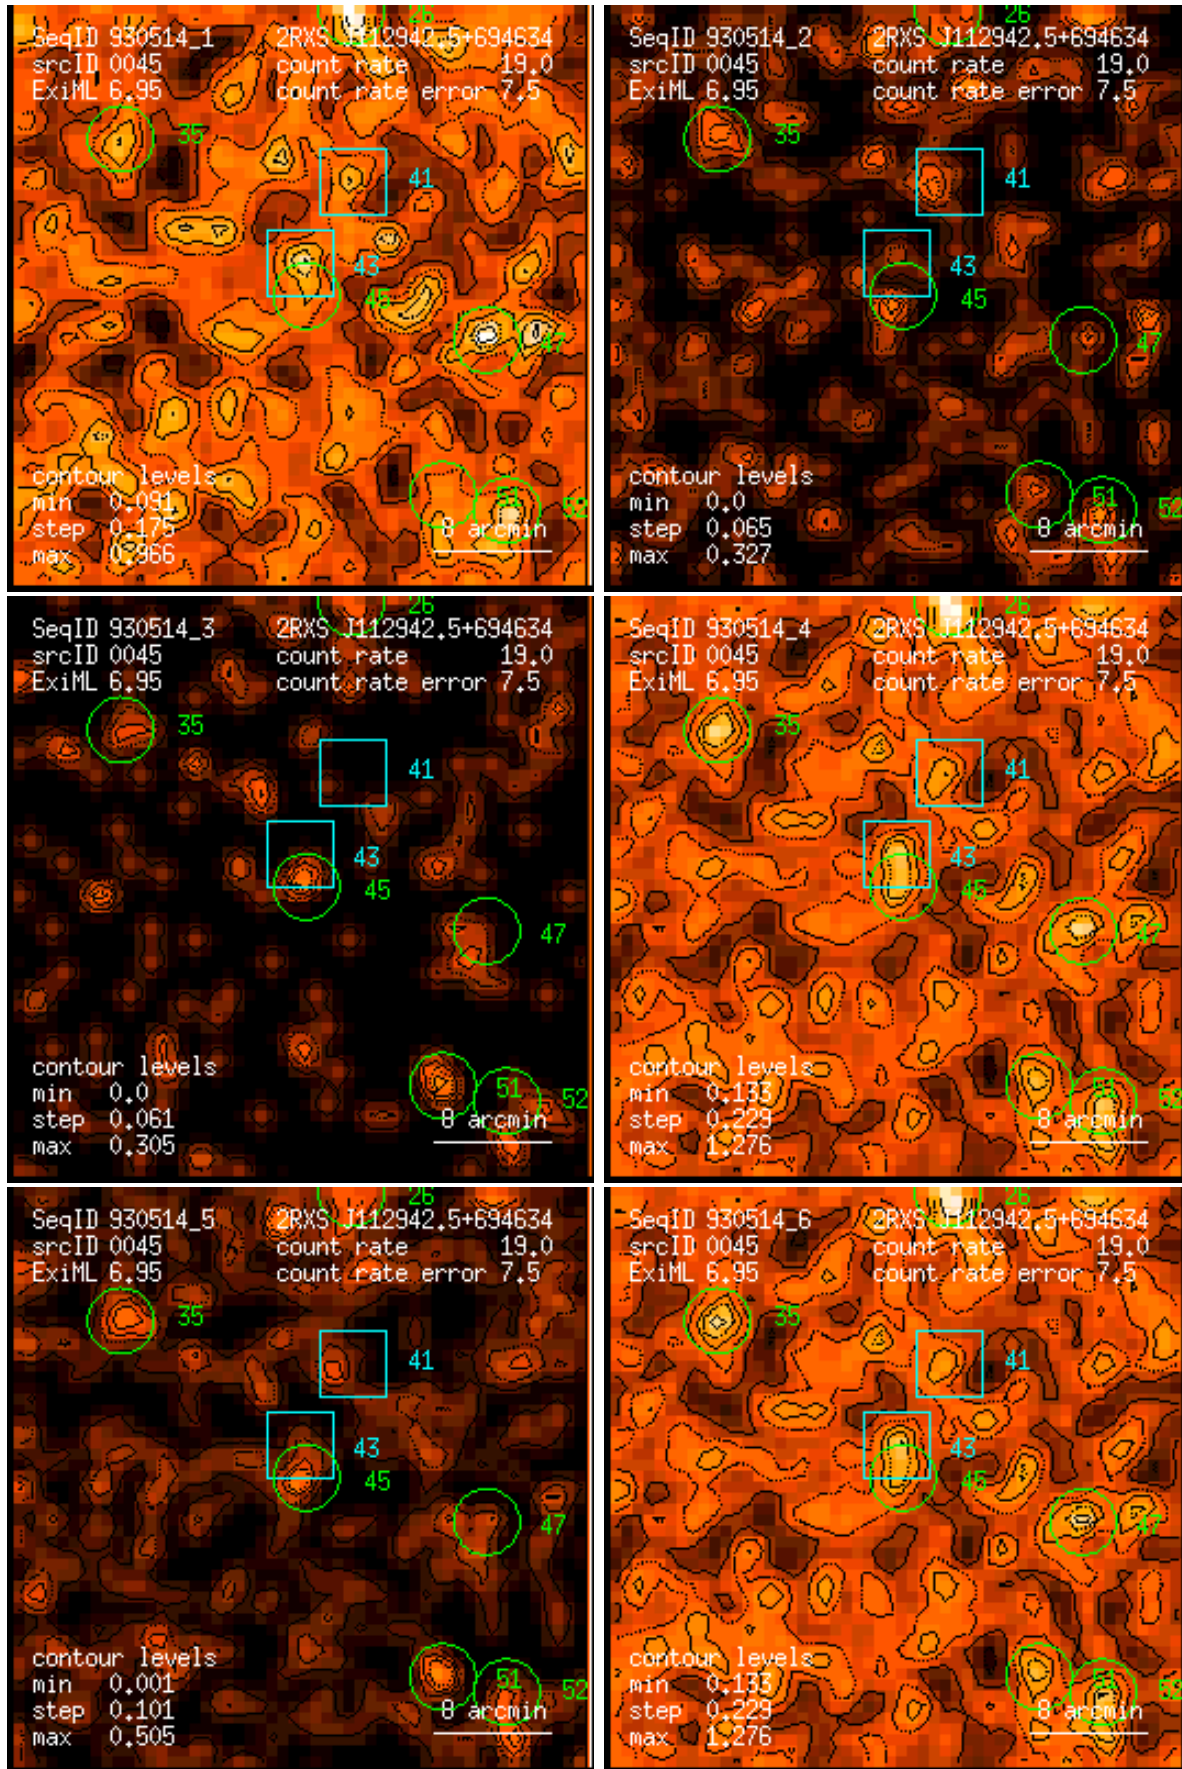 26
SeqID 930514_1 2RXS J112942.5+694634
srcID 0045 count rate 19.0
ExiML 6.95 count rate error 7.5
35
41
43
45
47
contour levels
min 0.091
step 0.175
max 0.966
51
52
8 arcmin
26
SeqID 930514_2 2RXS J112942.5+694634
srcID 0045 count rate 19.0
ExiML 6.95 count rate error 7.5
35
41
43
45
47
contour levels
min 0.0
step 0.065
max 0.327
51
52
8 arcmin
26
SeqID 930514_3 2RXS J112942.5+694634
srcID 0045 count rate 19.0
ExiML 6.95 count rate error 7.5
35
41
43
45
47
contour levels
min 0.0
step 0.061
max 0.305
51
52
8 arcmin
26
SeqID 930514_4 2RXS J112942.5+694634
srcID 0045 count rate 19.0
ExiML 6.95 count rate error 7.5
35
41
43
45
47
contour levels
min 0.133
step 0.229
max 1.276
51
52
8 arcmin
26
SeqID 930514_5 2RXS J112942.5+694634
srcID 0045 count rate 19.0
ExiML 6.95 count rate error 7.5
35
41
43
45
47
contour levels
min 0.001
step 0.101
max 0.505
51
52
8 arcmin
26
SeqID 930514_6 2RXS J112942.5+694634
srcID 0045 count rate 19.0
ExiML 6.95 count rate error 7.5
35
41
43
45
47
contour levels
min 0.133
step 0.229
max 1.276
51
52
8 arcmin